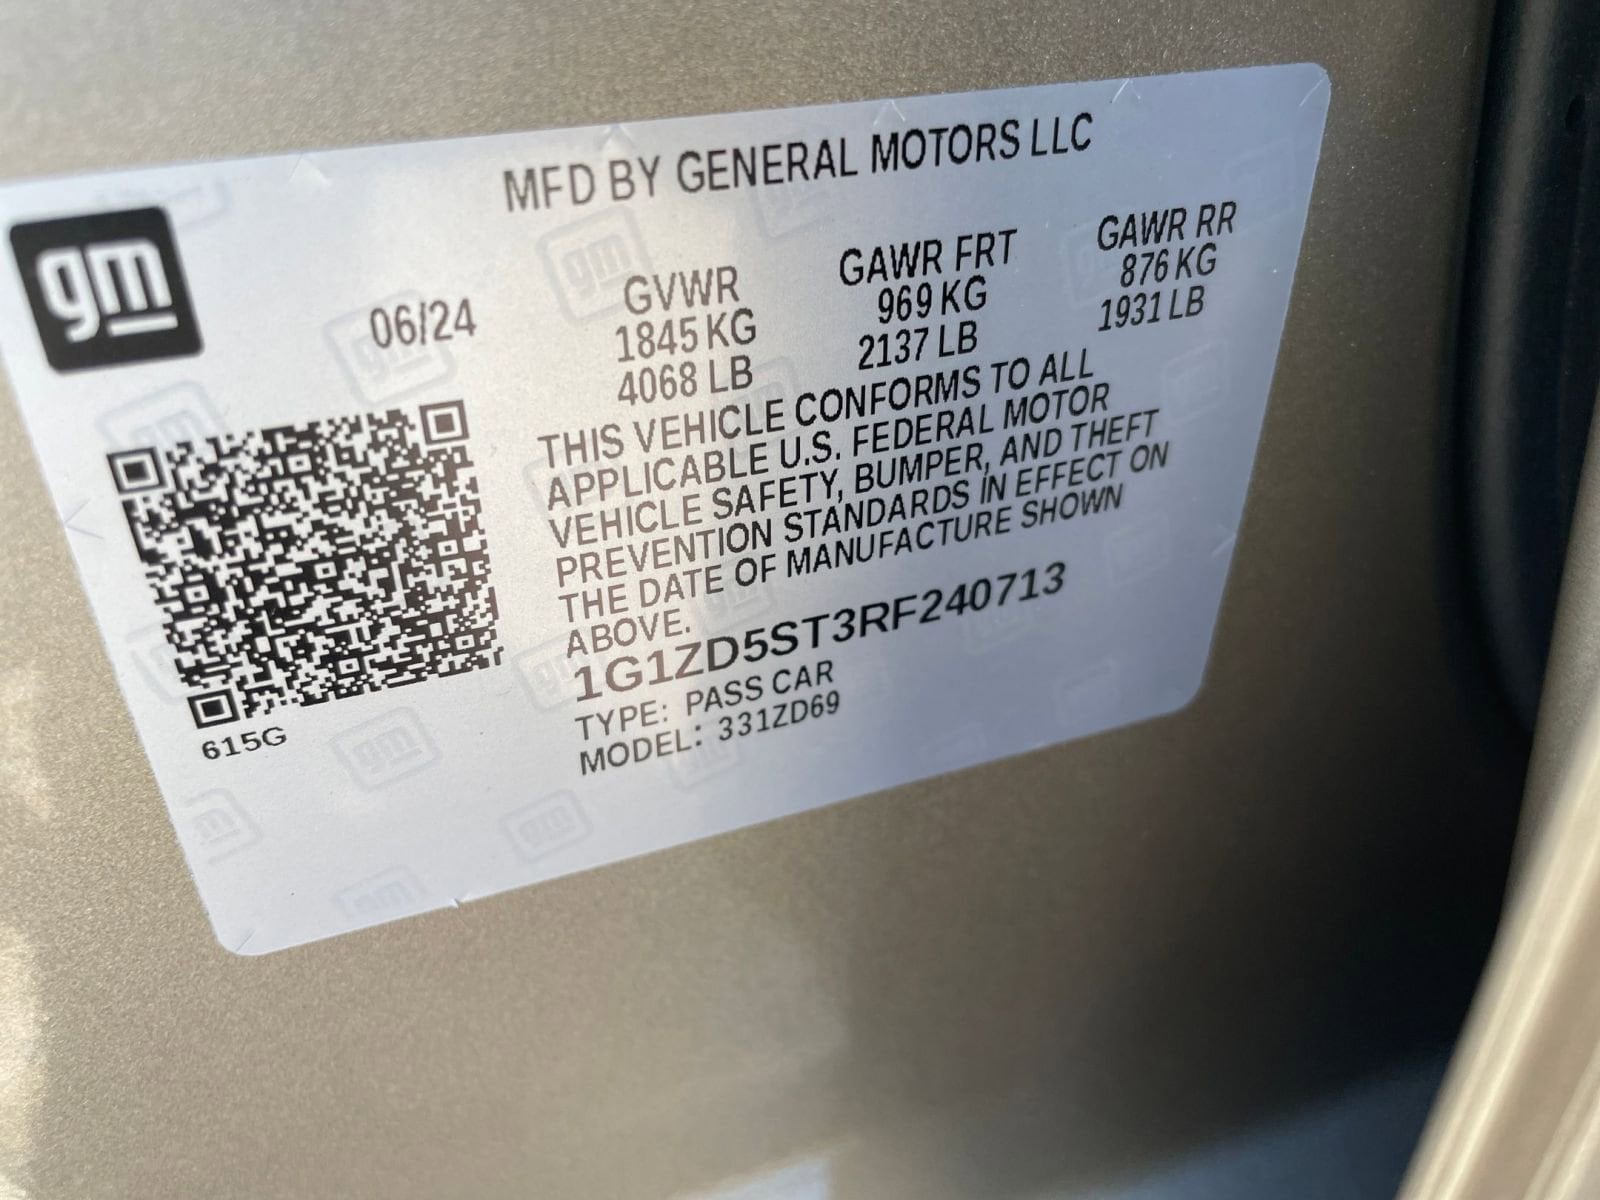 MFD BY GENERAL MOTORS LLC
gm
06/24
GVWR
1845 KG
4068 LB
GAWR FRT
969 KG
2137 LB
GAWR RR
876 KG
1931 LB
THIS VEHICLE CONFORMS TO ALL
APPLICABLE U.S. FEDERAL MOTOR
VEHICLE SAFETY, BUMPER, AND THEFT
PREVENTION STANDARDS IN EFFECT ON
THE DATE OF MANUFACTURE SHOWN
ABOVE.
1G1ZD5ST3RF240713
TYPE: PASS CAR
MODEL: 331ZD69
615G